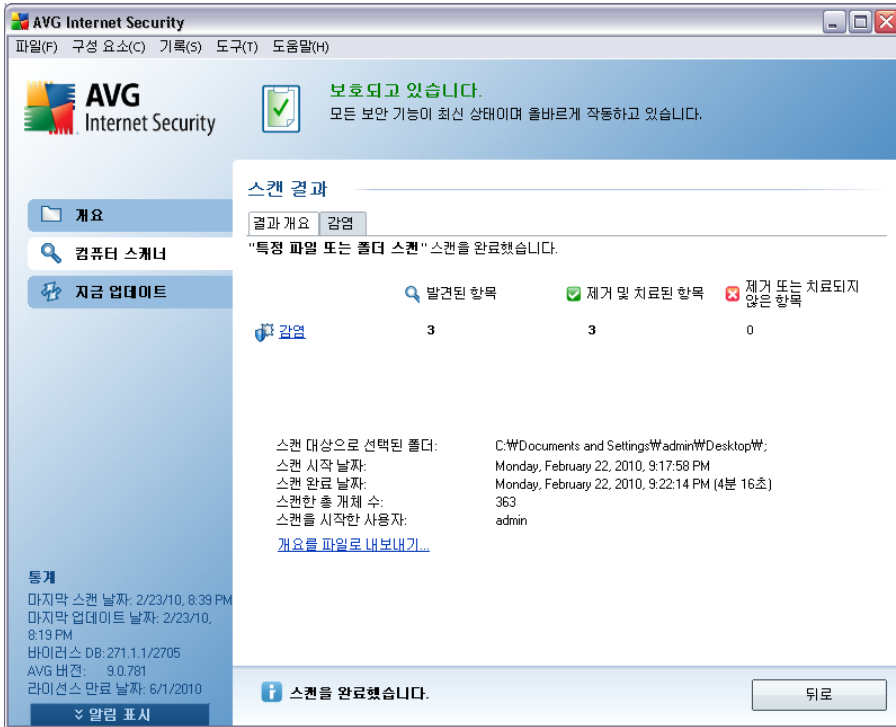 AVG Internet Security
파일(F) 구성 요소(C) 기록(S) 도구(T) 도움말(H)
AVG
Internet Security
보호되고 있습니다.
모든 보안 기능이 최신 상태이며 올바르게 작동하고 있습니다.
개요
컴퓨터 스캐너
지금 업데이트
스캔 결과
결과 개요 감염
"특정 파일 또는 폴더 스캔" 스캔을 완료했습니다.
발견된 항목 제거 및 치료된 항목 제거 또는 치료되지
않은 항목
감염 3 3 0
스캔 대상으로 선택된 폴더: C:₩Documents and Settings₩admin₩Desktop₩;
스캔 시작 날짜: Monday, February 22, 2010, 9:17:58 PM
스캔 완료 날짜: Monday, February 22, 2010, 9:22:14 PM (4분 16초)
스캔한 총 개체 수: 363
스캔을 시작한 사용자: admin
개요를 파일로 내보내기...
통계
마지막 스캔 날짜: 2/23/10, 8:39 PM
마지막 업데이트 날짜: 2/23/10,
8:19 PM
바이러스 DB: 271.1.1/2705
AVG 버전: 9.0.781
라이선스 만료 날짜: 6/1/2010
알림 표시
스캔을 완료했습니다.
뒤로